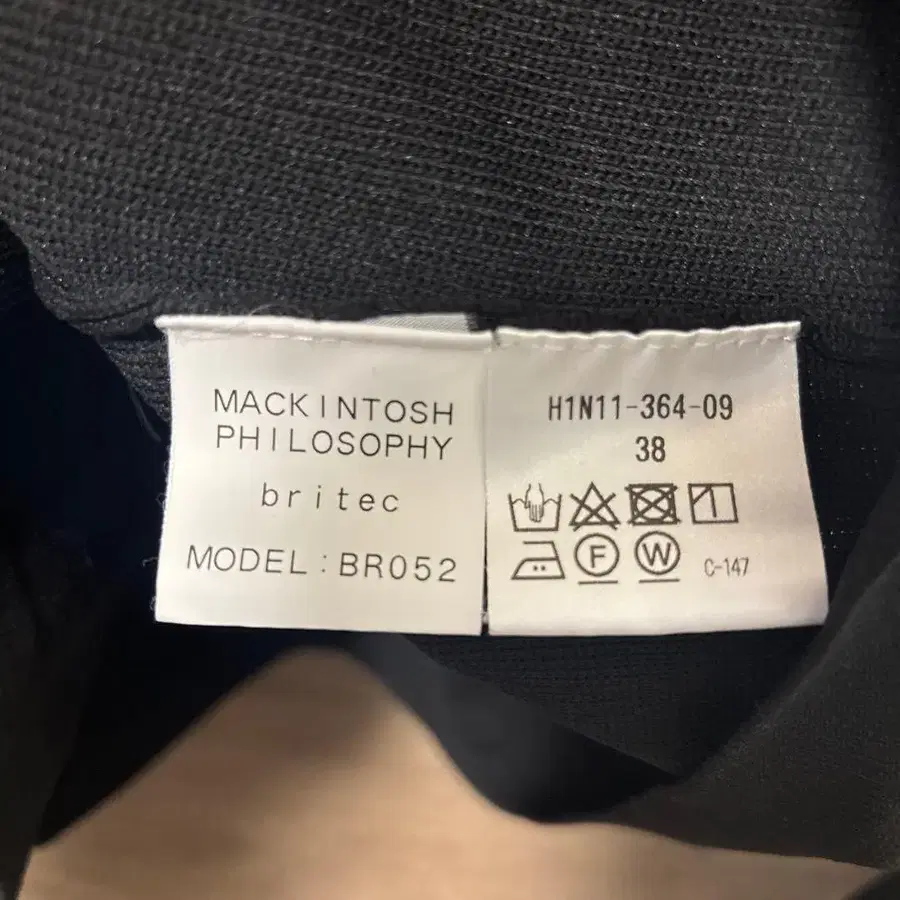 MACKINTOSH
PHILOSOPHY
britec
MODEL:BR052
H1N11-364-09
38
F W C-147